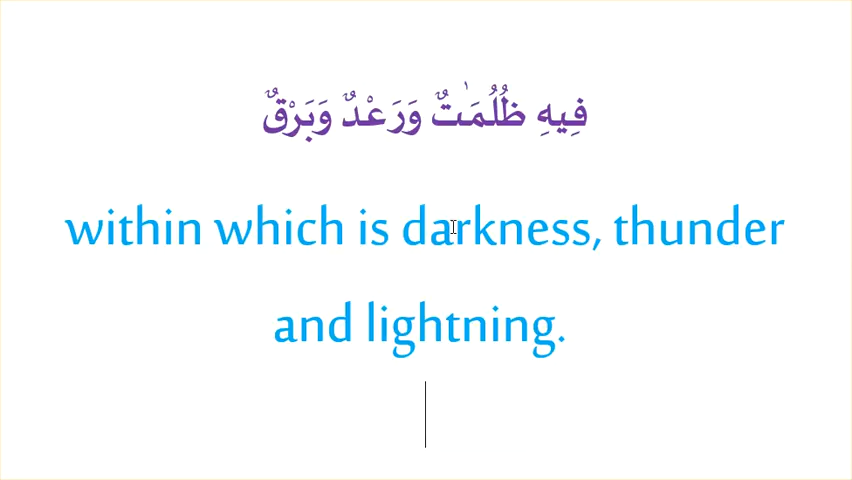 فِيهِ ظُلُمَـٰتٌ وَرَعْدٌ وَبَرْقٌ
within which is darkness, thunder
and lightning.